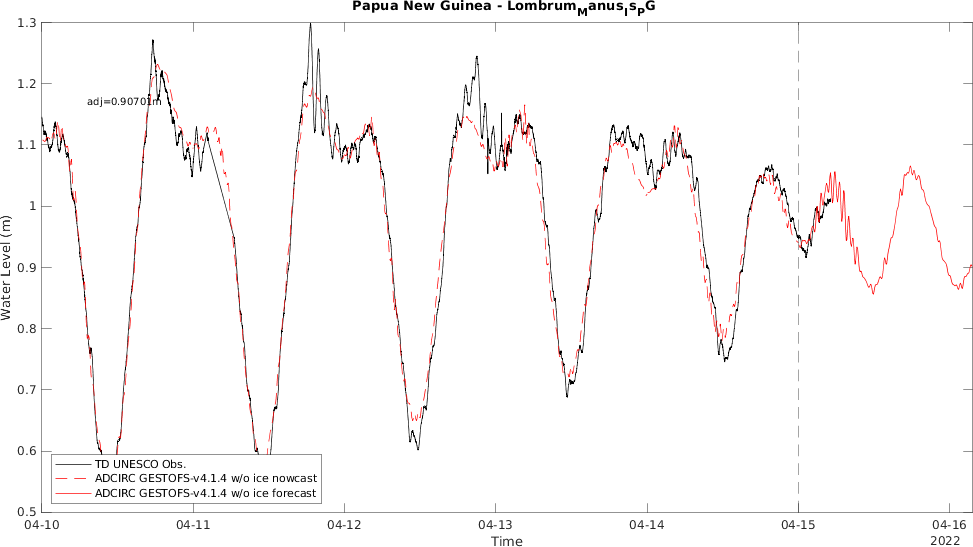 Papua New Guinea - LombrumManusIsPG
1.3
1.2
adj=0.90701m
1.1
1
0.9
0.8
0.7
0.6
0.5
Water Level (m)
TD UNESCO Obs.
ADCIRC GESTOFS-v4.1.4 w/o ice nowcast
ADCIRC GESTOFS-v4.1.4 w/o ice forecast
04-10 04-11 04-12 04-13 04-14 04-15 04-16
Time 2022